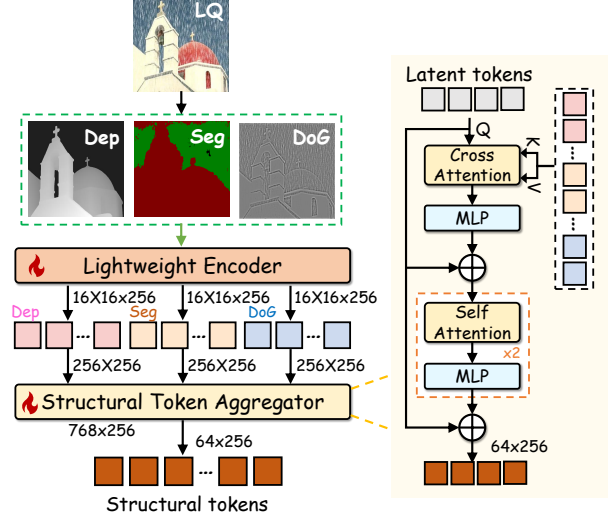 LQ
Dep
Seg
DoG
Lightweight Encoder
16X16x256
16X16x256
16X16x256
Dep
Seg
DoG
...
...
...
256X256
256X256
256X256
Structural Token Aggregator
768x256
64x256
...
Structural tokens
Latent tokens
Q
K
V
Cross
Attention
MLP
Self
Attention
x2
MLP
64x256